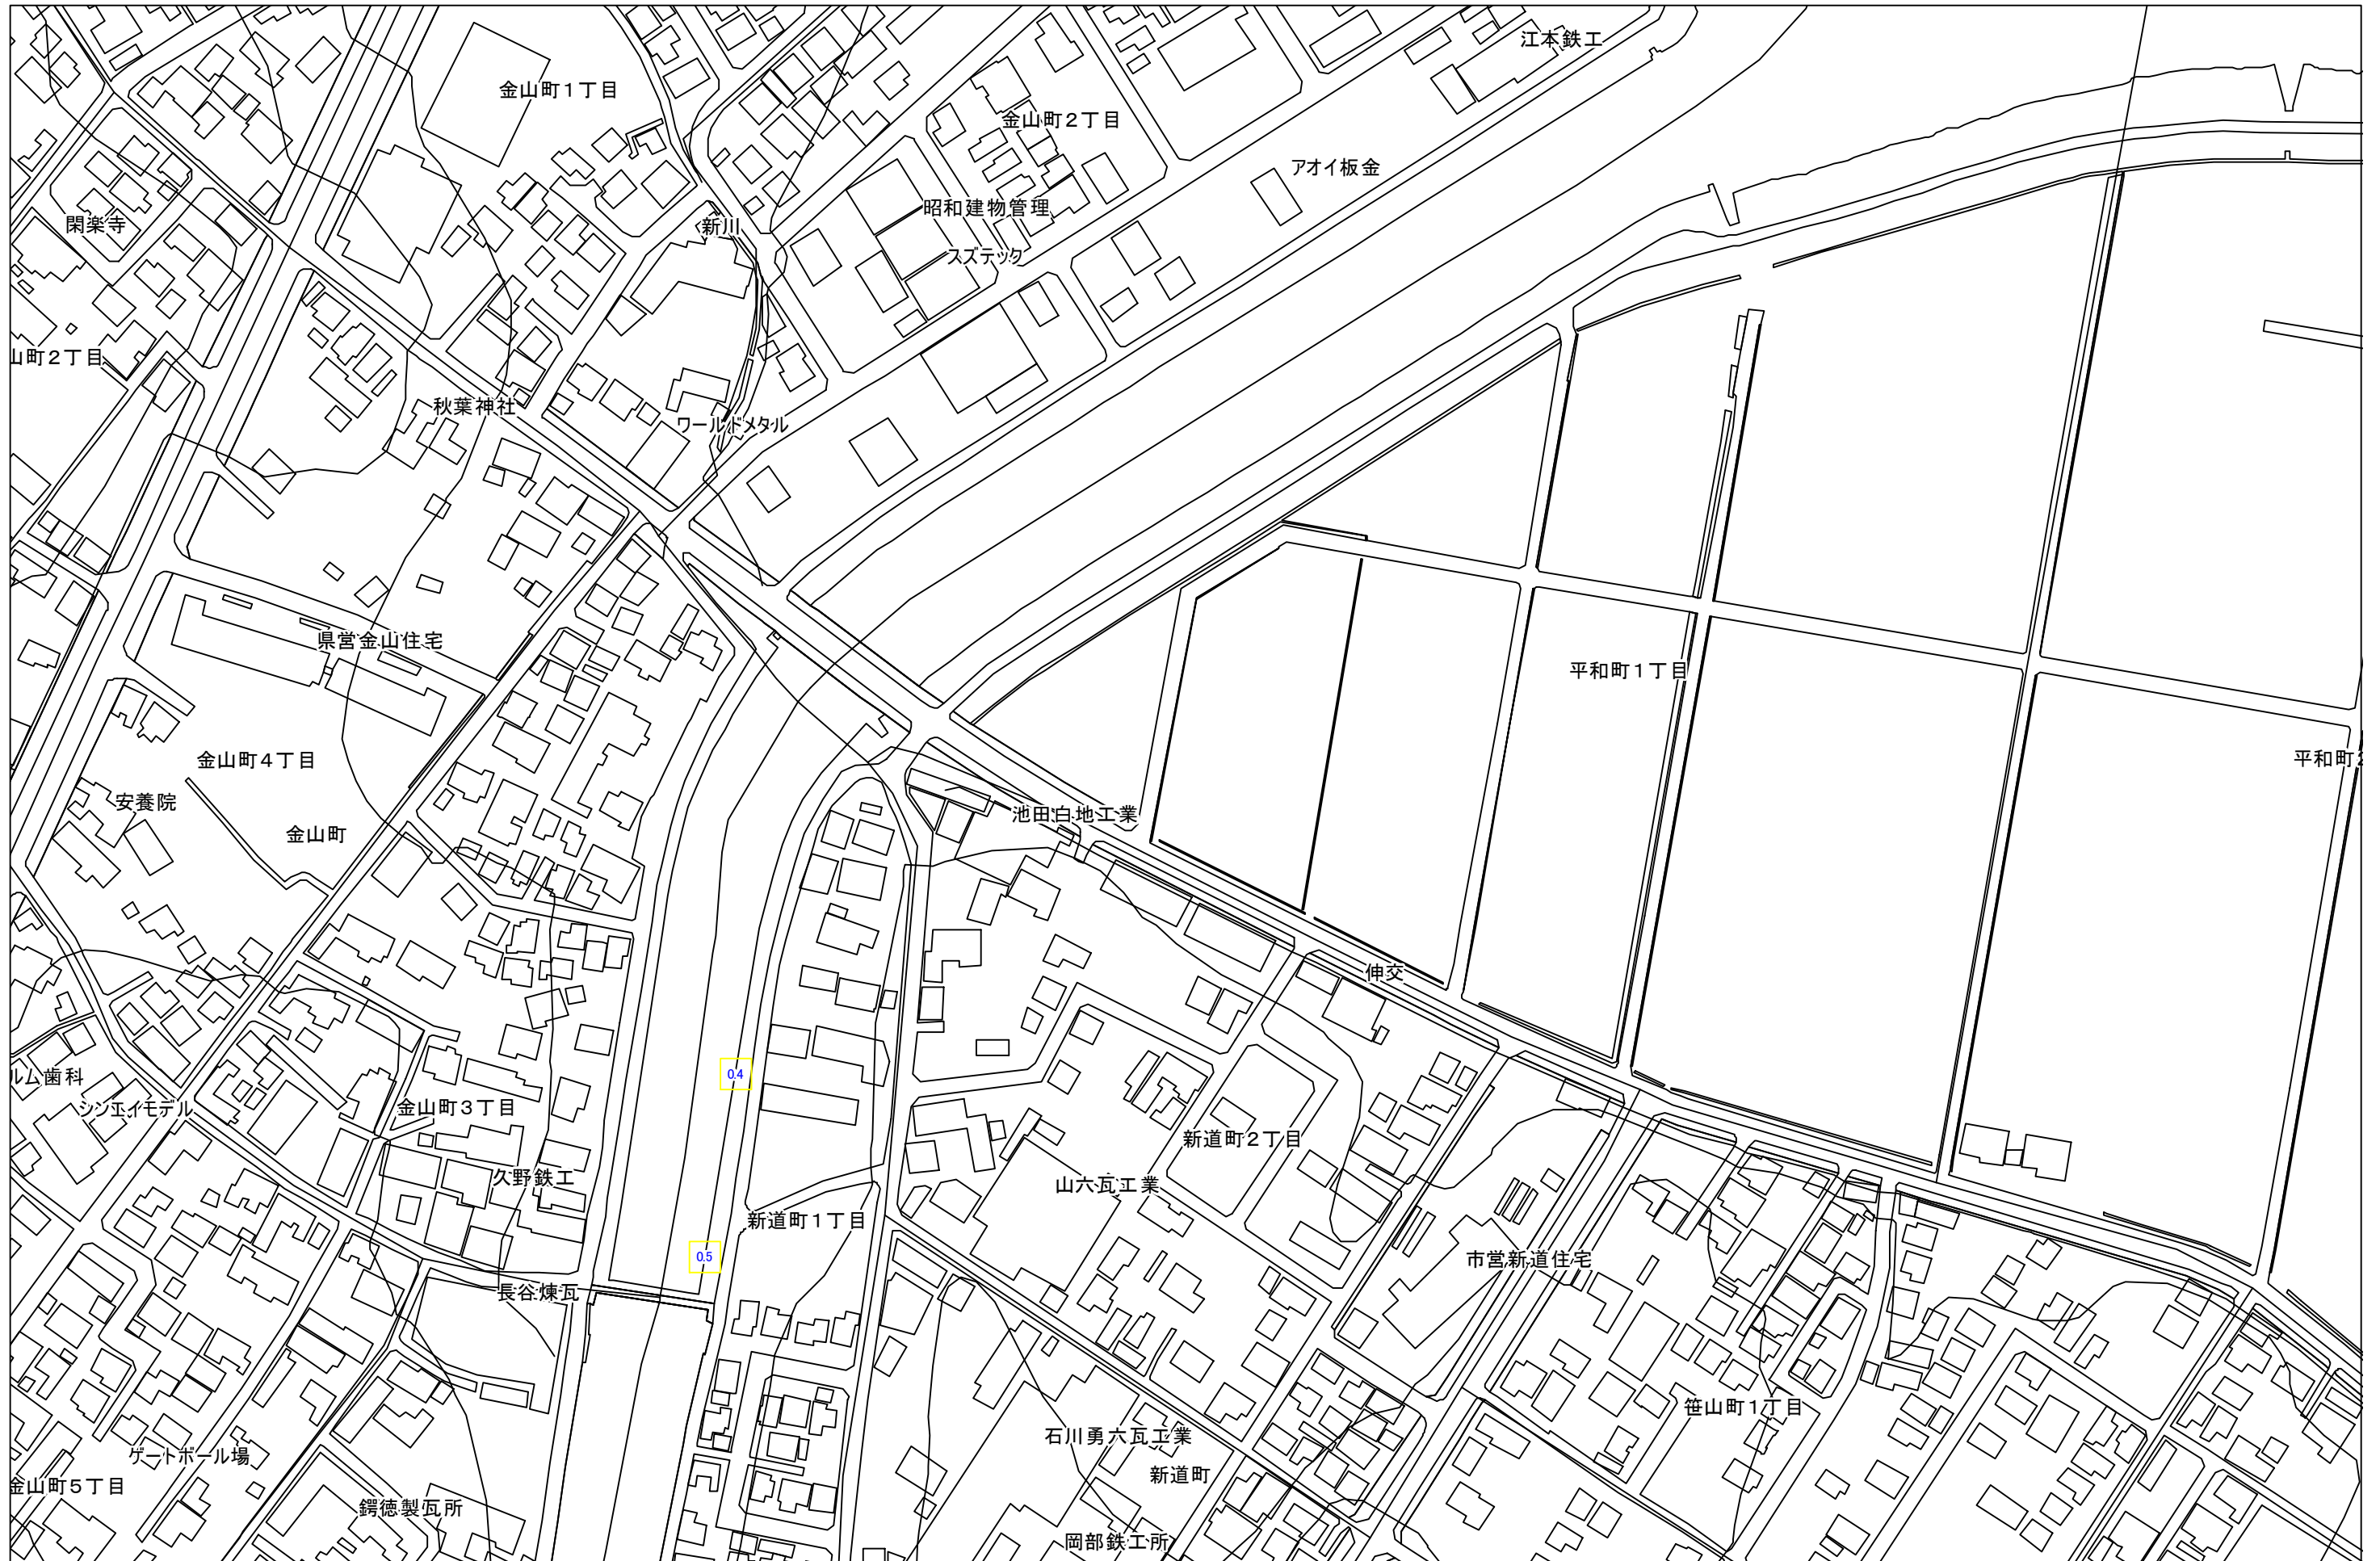 江本鉄工
金山町1丁目
金山町2丁目
アオイ板金
昭和建物管理
閑楽寺
新川
スズテック
山町2丁目
秋葉神社
ワールドメタル
県営金山住宅
平和町1丁目
金山町4丁目
平和町2
安養院
池田白地工業
金山町
伸交
0.4
ルム歯科
シンエイモデル
金山町3丁目
新道町2丁目
久野鉄工
山六瓦工業
新道町1丁目
0.5
市営新道住宅
長谷煉瓦
笹山町1丁目
石川勇六瓦工業
ゲートボール場
新道町
金山町5丁目
鍔徳製瓦所
岡部鉄工所